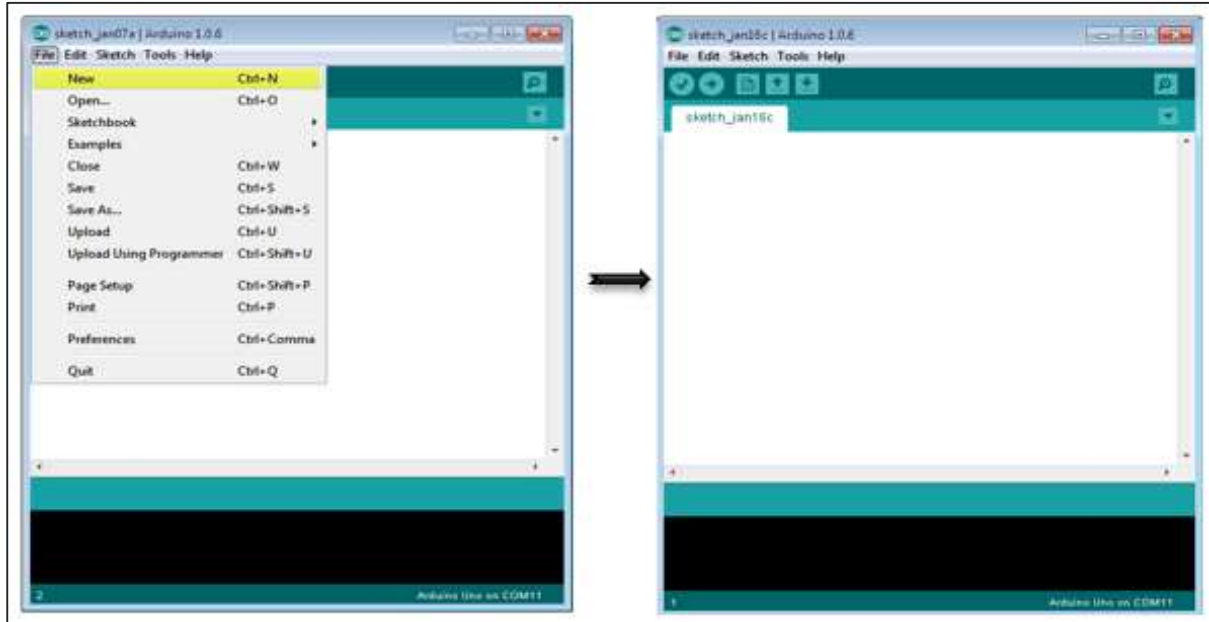 sketch_jan07a | Arduino 1.0.6
File Edit Sketch Tools Help
New Ctrl+N
Open... Ctrl+O
Sketchbook
Examples
Close Ctrl+W
Save Ctrl+S
Save As... Ctrl+Shift+S
Upload Ctrl+U
Upload Using Programmer Ctrl+Shift+U
Page Setup Ctrl+Shift+P
Print Ctrl+P
Preferences Ctrl+Comma
Quit Ctrl+Q
2 Arduino Uno on COM11
sketch_jan16c | Arduino 1.0.6
File Edit Sketch Tools Help
sketch_jan16c
1 Arduino Uno on COM11